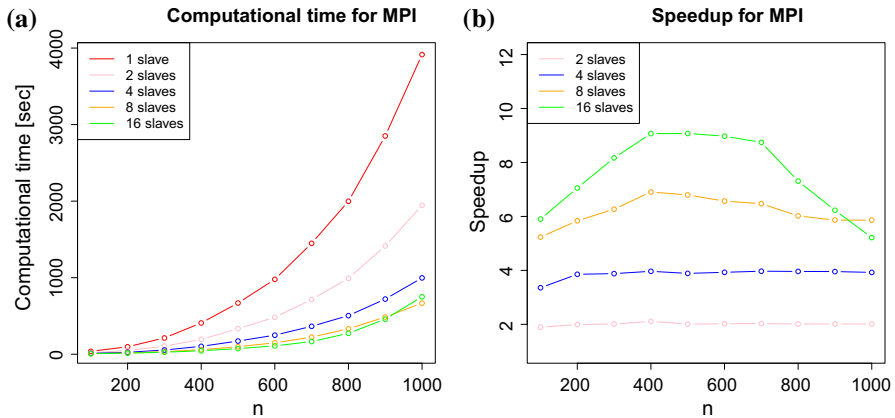 (a)
Computational time for MPI
1 slave
2 slaves
4 slaves
8 slaves
16 slaves
Computational time [sec]
0
1000
2000
3000
4000
200
400
600
800
1000
n
(b)
Speedup for MPI
2 slaves
4 slaves
8 slaves
16 slaves
Speedup
2
4
6
8
10
12
200
400
600
800
1000
n